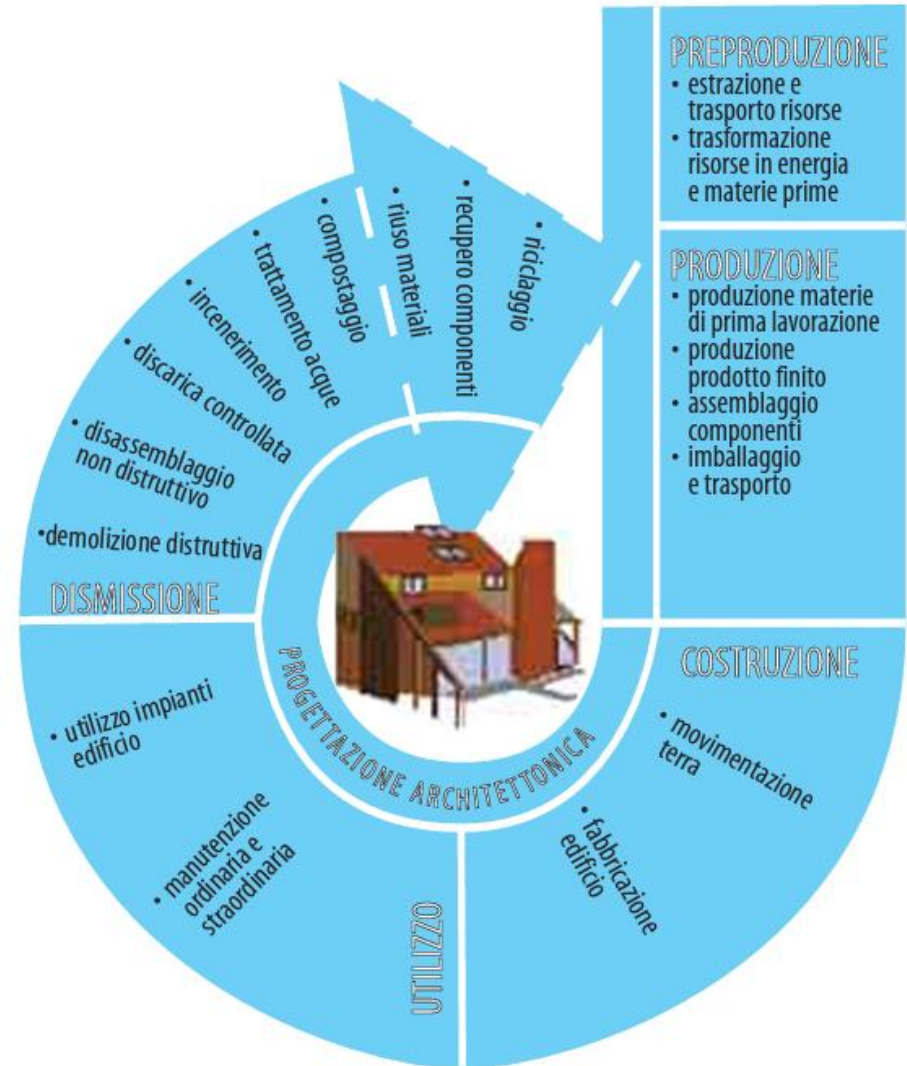 PREPRODUZIONE
• estrazione e
trasporto risorse
• trasformazione
risorse in energia
e materie prime
PRODUZIONE
• produzione materie
di prima lavorazione
• produzione
prodotto finito
• assemblaggio
componenti
• imballaggio
e trasporto
COSTRUZIONE
• movimentazione
terra
• fabbricazione
edificio
UTILIZZO
• manutenzione
ordinaria e
straordinaria
• utilizzo impianti
edificio
DISMISSIONE
•demolizione distruttiva
• disassemblaggio
non distruttivo
• discarica controllata
• incenerimento
• trattamento acque
• compostaggio
• riuso materiali
• recupero componenti
• riciclaggio
PROGETTAZIONE ARCHITETTONICA